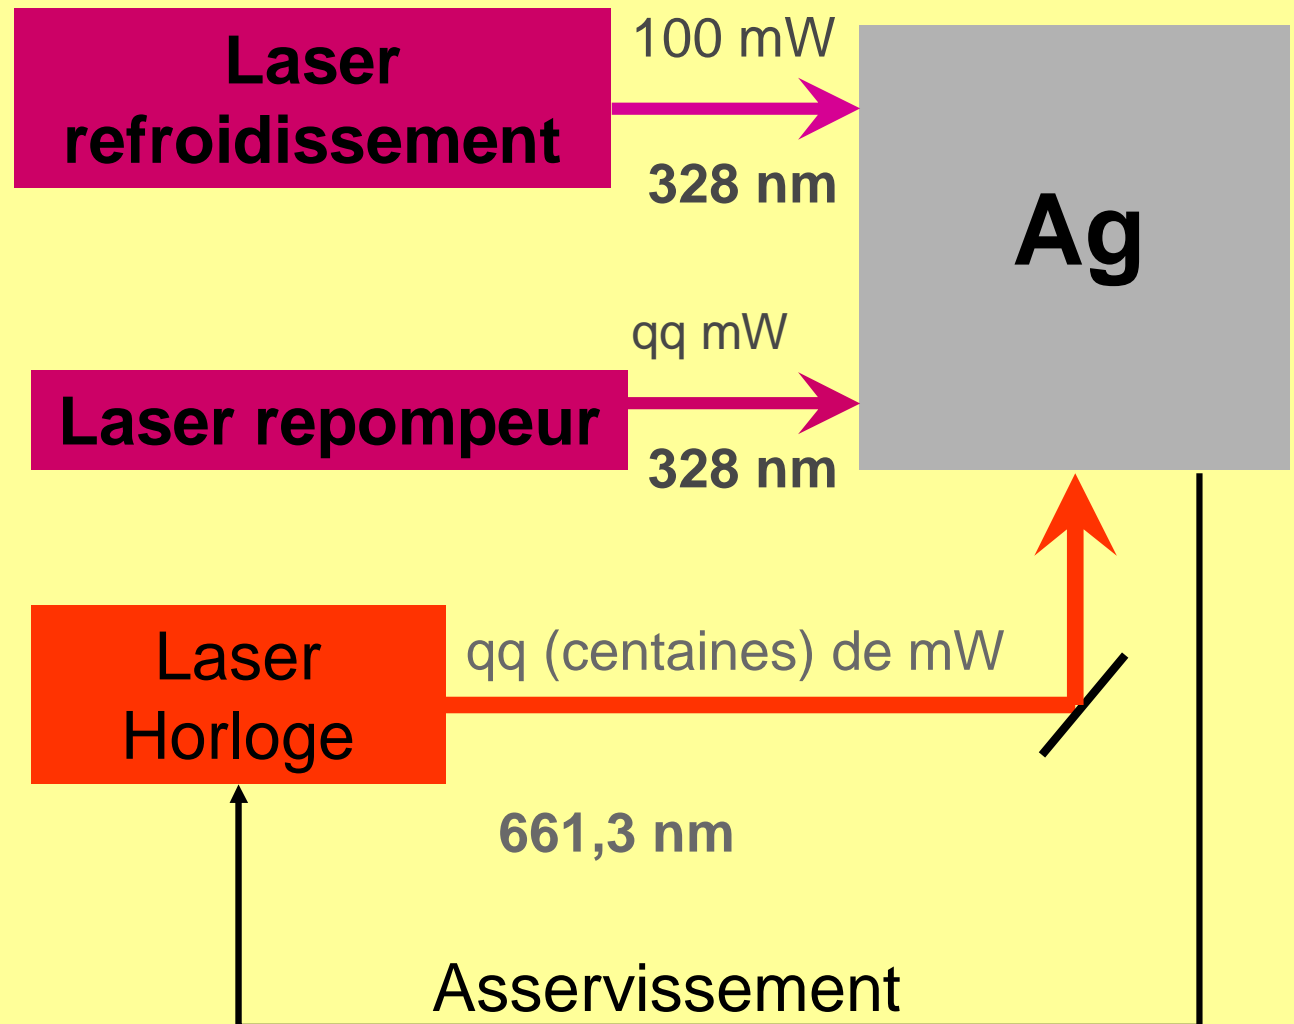 Laser
refroidissement
100 mW
328 nm
Ag
Laser repompeur
qq mW
328 nm
Laser
Horloge
qq (centaines) de mW
661,3 nm
Asservissement